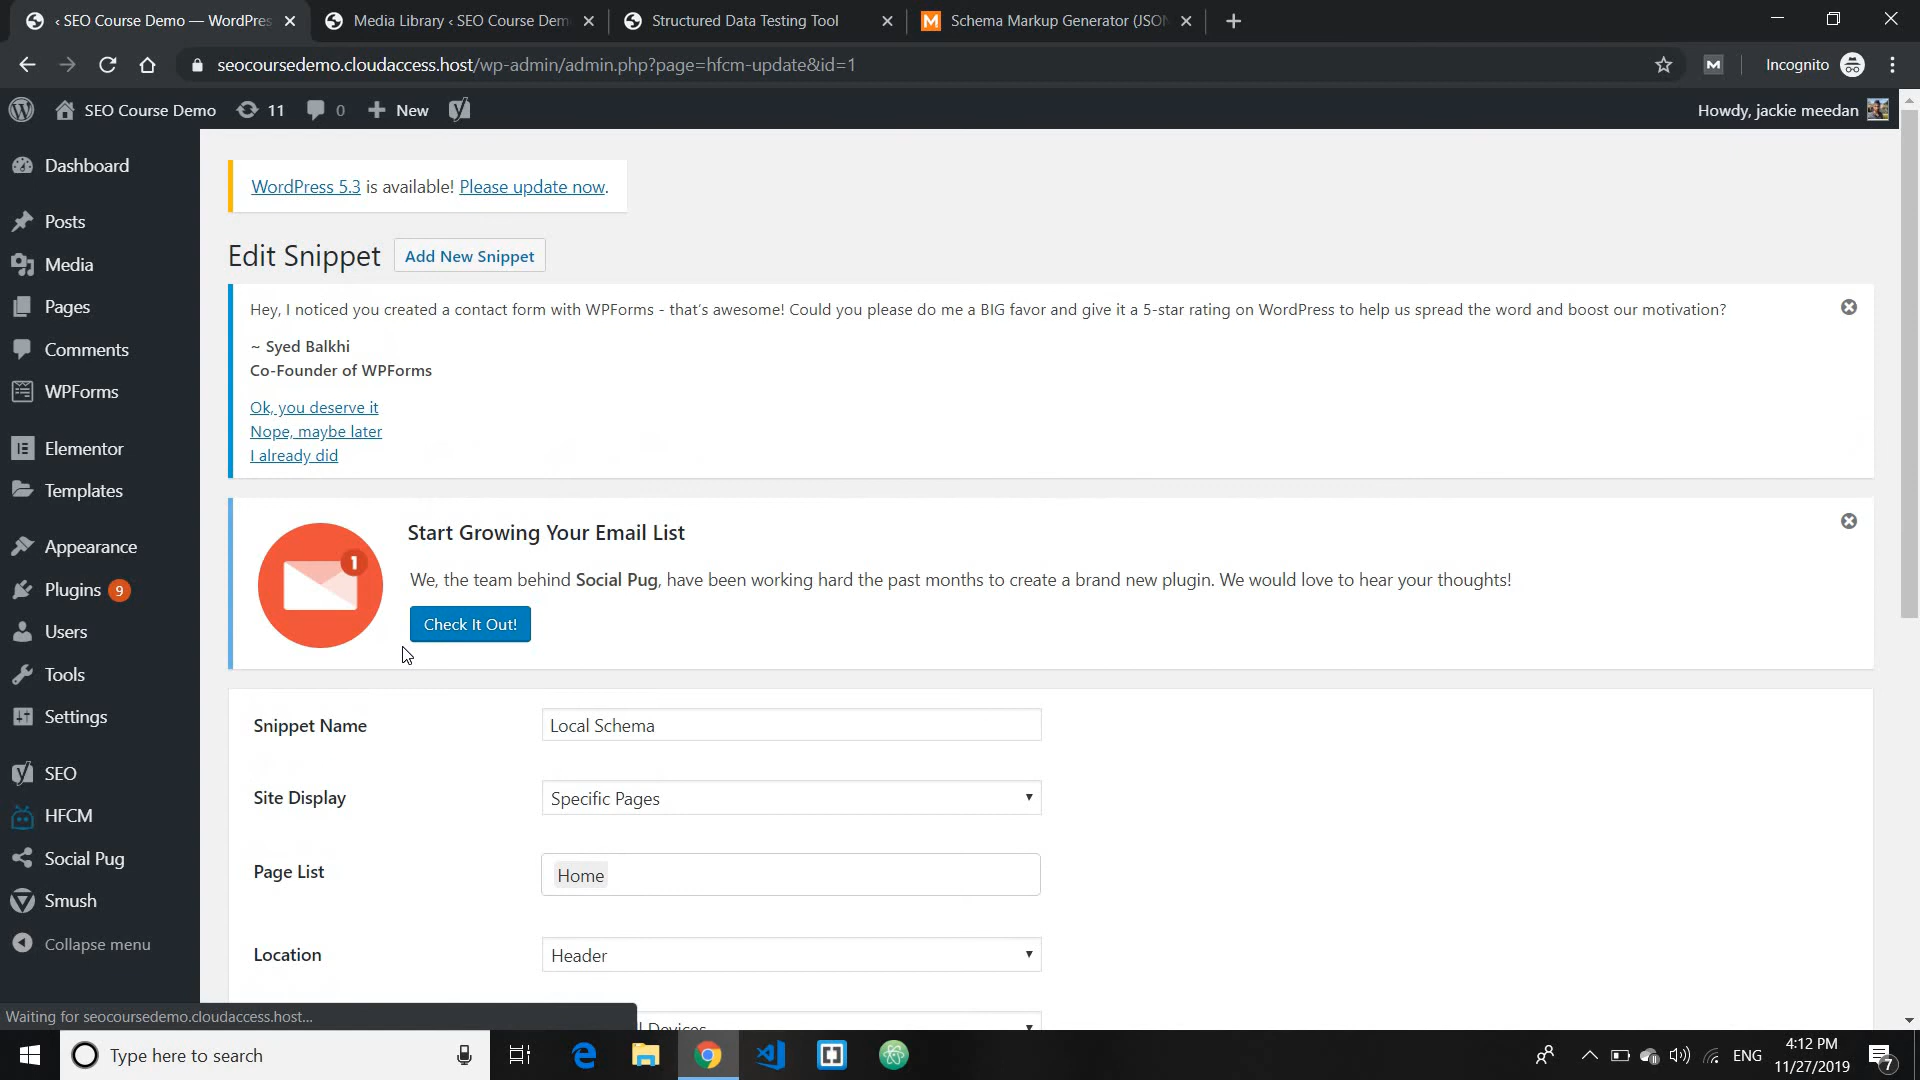 ‹ SEO Course Demo — WordPres
Media Library ‹ SEO Course Dem
Structured Data Testing Tool
Schema Markup Generator (JSON
seocoursedemo.cloudaccess.host/wp-admin/admin.php?page=hfcm-update&id=1
Incognito
SEO Course Demo
11
0
New
Howdy, jackie meedan
Dashboard
Posts
Media
Pages
Comments
WPForms
Elementor
Templates
Appearance
Plugins 9
Users
Tools
Settings
SEO
HFCM
Social Pug
Smush
Collapse menu
WordPress 5.3 is available! Please update now.
Edit Snippet
Add New Snippet
Hey, I noticed you created a contact form with WPForms - that's awesome! Could you please do me a BIG favor and give it a 5-star rating on WordPress to help us spread the word and boost our motivation?
~ Syed Balkhi
Co-Founder of WPForms
Ok, you deserve it
Nope, maybe later
I already did
1
Start Growing Your Email List
We, the team behind Social Pug, have been working hard the past months to create a brand new plugin. We would love to hear your thoughts!
Check It Out!
Snippet Name
Local Schema
Site Display
Specific Pages
Page List
Home
Location
Header
Devices
Waiting for seocoursedemo.cloudaccess.host...
Type here to search
ENG
4:12 PM
11/27/2019
7